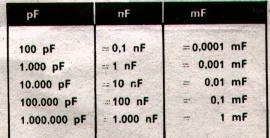 pF nF mF
100 pF = 0,1 nF = 0,0001 mF
1.000 pF = 1 nF = 0,001 mF
10.000 pF = 10 nF = 0,01 mF
100.000 pF = 100 nF = 0,1 mF
1.000.000 pF = 1.000 nF = 1 mF